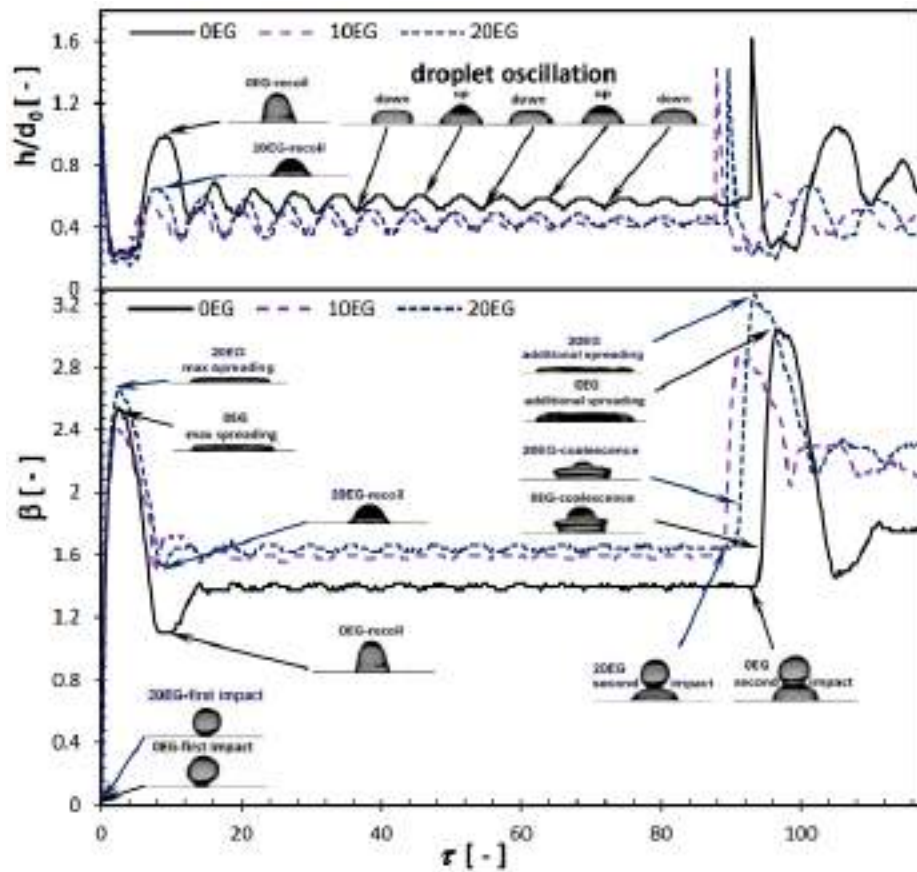 h/d₀ [ - ]
0EG 10EG 20EG
1.6
1.2
0.8
0.4
0
droplet oscillation
0EG-recoil
20EG-recoil
down up down up down
β [ - ]
0EG 10EG 20EG
3.2
2.8
2.4
2
1.6
1.2
0.8
0.4
0
20EG
max spreading
0EG
max spreading
20EG-recoil
0EG-recoil
20EG-first impact
0EG-first impact
20EG
additional spreading
0EG
additional spreading
20EG-coalescence
0EG-coalescence
20EG
second impact
0EG
second impact
0 20 40 60 80 100
τ [ - ]